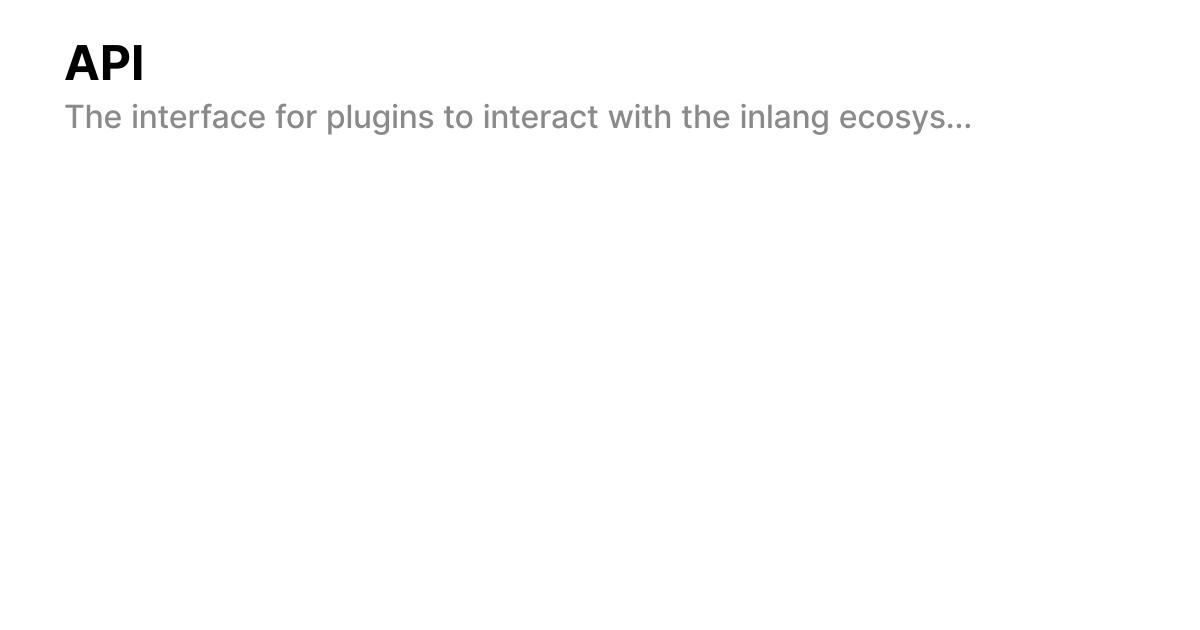 API
The interface for plugins to interact with the inlang ecosys...